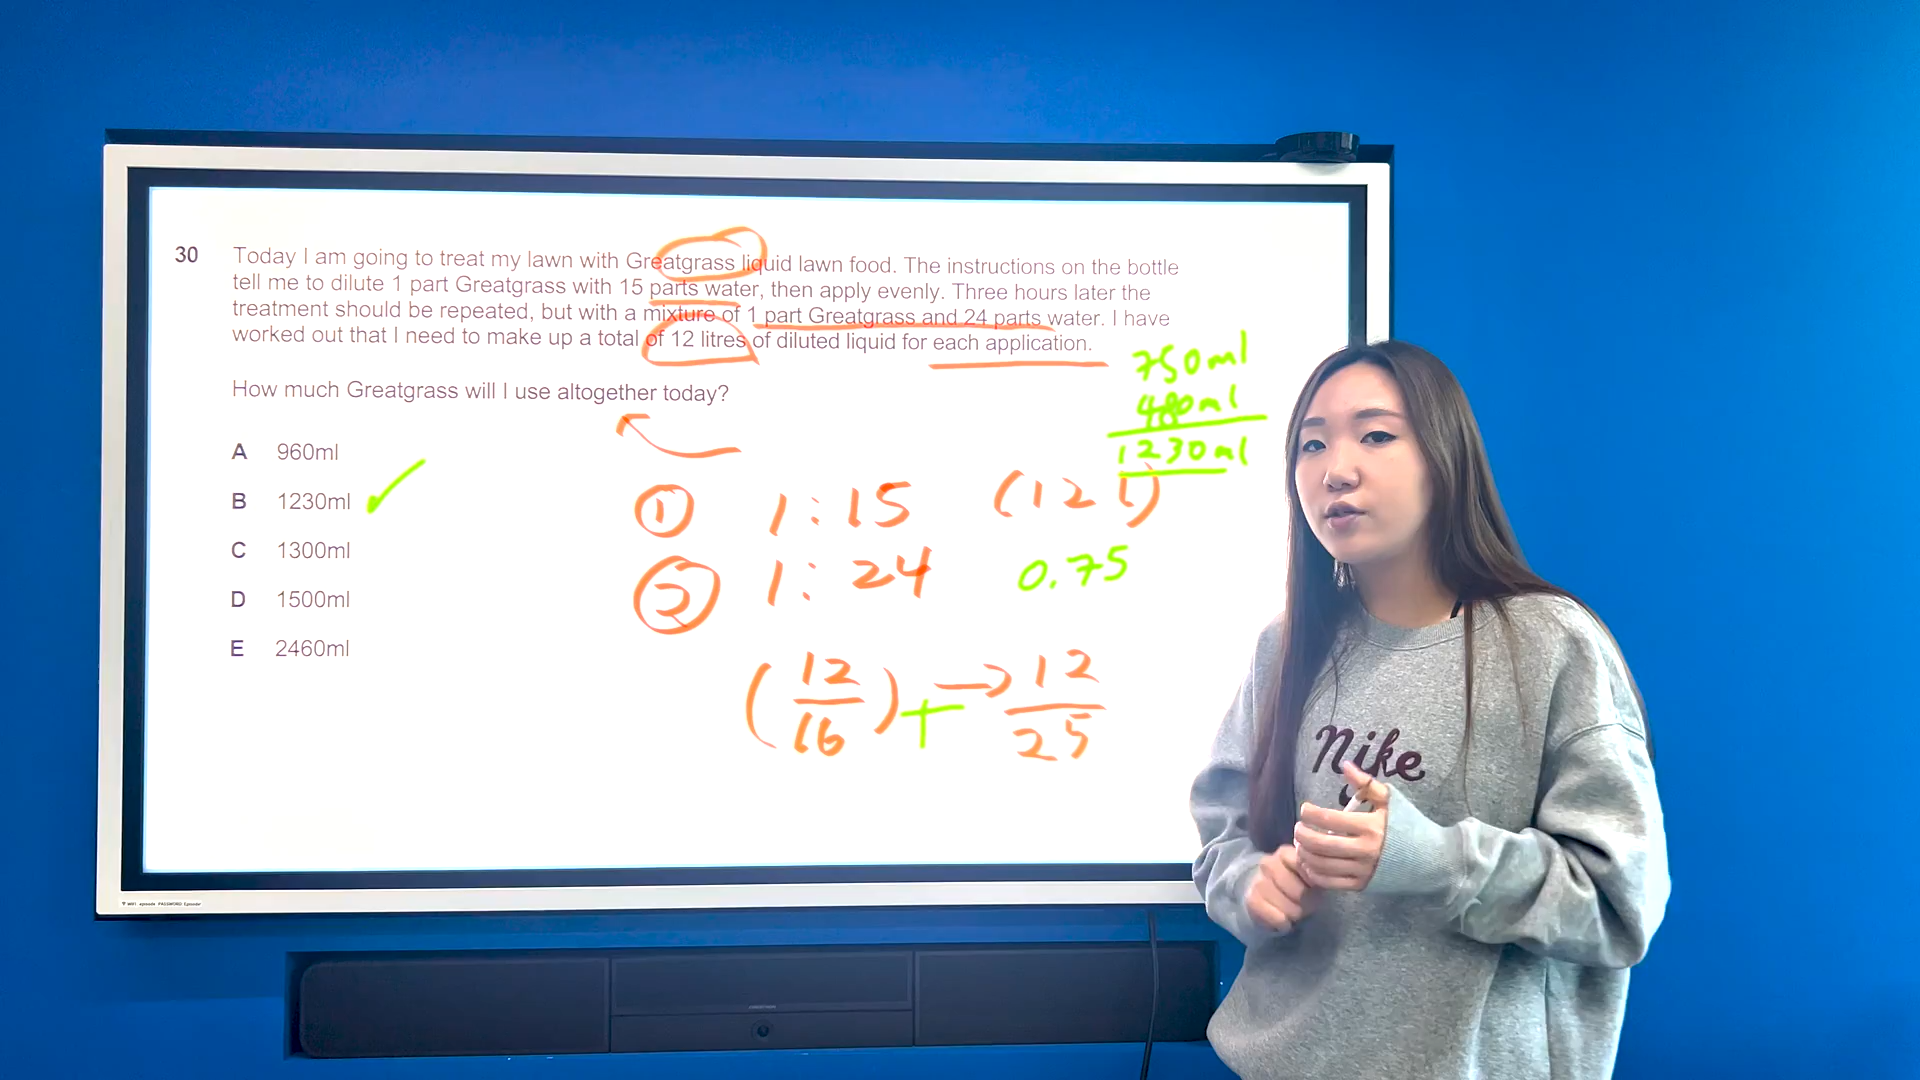 30 Today I am going to treat my lawn with Greatgrass liquid lawn food. The instructions on the bottle
tell me to dilute 1 part Greatgrass with 15 parts water, then apply evenly. Three hours later the
treatment should be repeated, but with a mixture of 1 part Greatgrass and 24 parts water. I have
worked out that I need to make up a total of 12 litres of diluted liquid for each application.
How much Greatgrass will I use altogether today?
A 960ml
B 1230ml
C 1300ml
D 1500ml
E 2460ml
750ml
480ml
1230ml
① 1:15 (12 l)
② 1:24 0.75
(12/16) + → 12/25
Nike